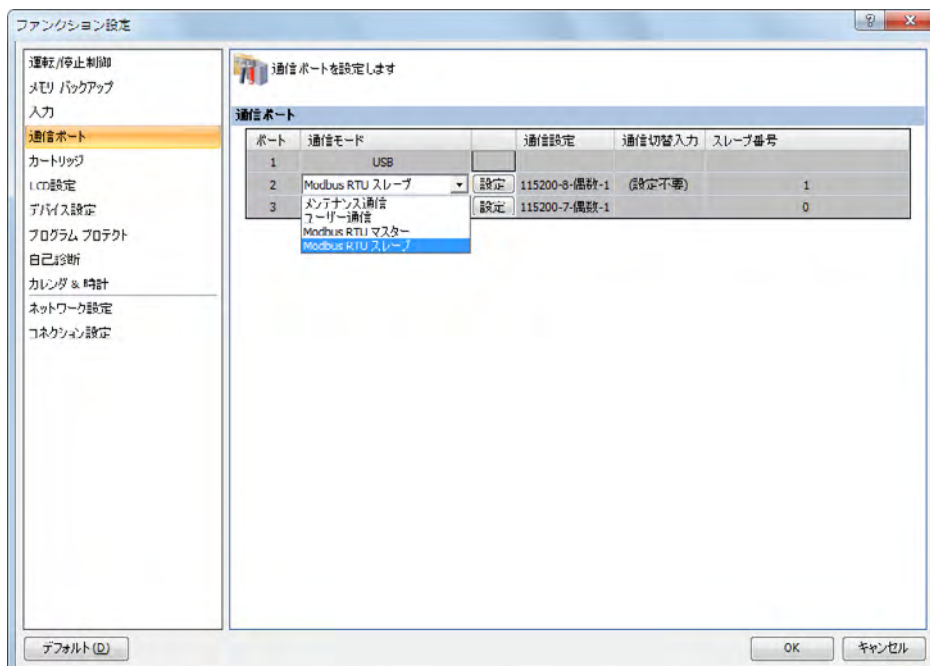 ファンクション設定
運転/停止制御
メモリ バックアップ
入力
通信ポート
カートリッジ
LCD設定
デバイス設定
プログラム プロテクト
自己診断
カレンダ & 時計
ネットワーク設定
コネクション設定
通信ポートを設定します
通信ポート
ポート 通信モード 通信設定 通信切替入力 スレーブ番号
1 USB
2 Modbus RTU スレーブ 設定 115200-8-偶数-1 (設定不要) 1
3 設定 115200-7-偶数-1 0
メンテナンス通信
ユーザー通信
Modbus RTU マスター
Modbus RTU スレーブ
デフォルト(D) OK キャンセル